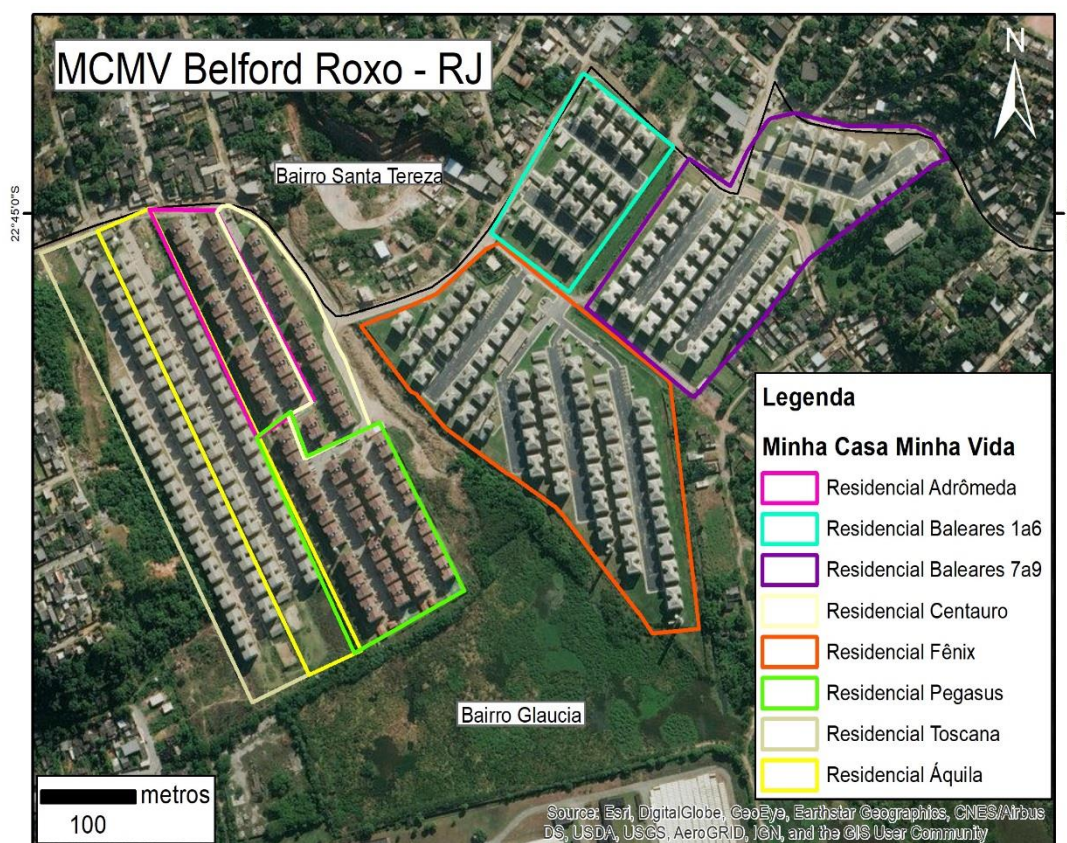 MCMV Belford Roxo - RJ
N
Bairro Santa Tereza
22°45'0"S
Legenda
Minha Casa Minha Vida
Residencial Adrômeda
Residencial Baleares 1a6
Residencial Baleares 7a9
Residencial Centauro
Residencial Fênix
Residencial Pegasus
Residencial Toscana
Residencial Áquila
Bairro Glaucia
metros
100
Source: Esri, DigitalGlobe, GeoEye, Earthstar Geographics, CNES/Airbus
DS, USDA, USGS, AeroGRID, IGN, and the GIS User Community